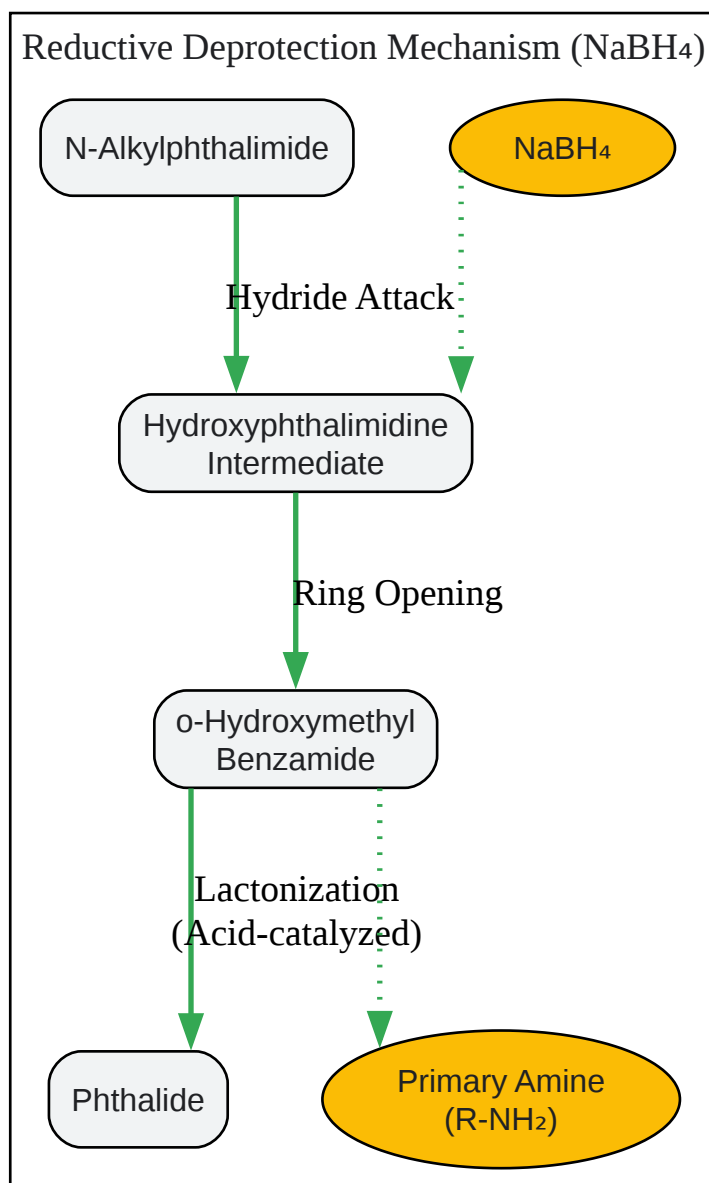 Reductive Deprotection Mechanism (NaBH₄)
N-Alkylphthalimide
NaBH₄
Hydride Attack
Hydroxyphthalimidine
Intermediate
Ring Opening
o-Hydroxymethyl
Benzamide
Lactonization
(Acid-catalyzed)
Phthalide
Primary Amine
(R-NH₂)